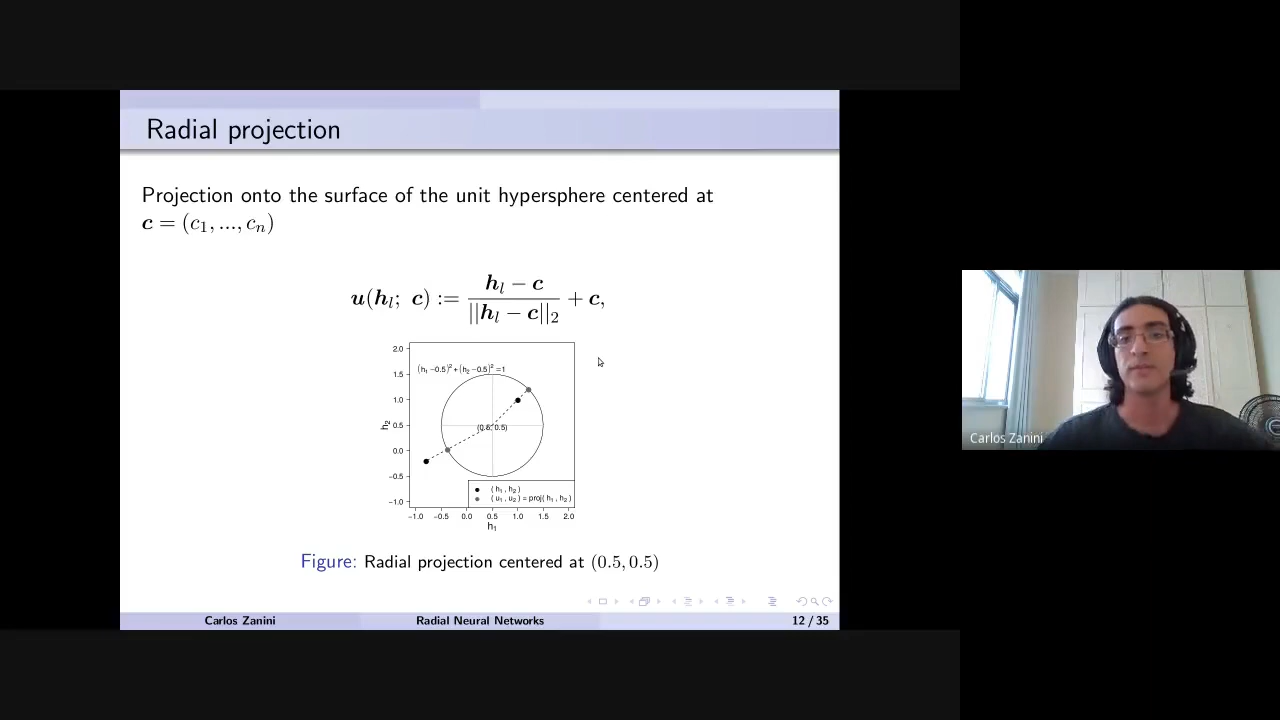 Radial projection
Projection onto the surface of the unit hypersphere centered at
c = (c₁, ..., cₙ)
u(hₗ; c) := (hₗ − c) / ||hₗ − c||₂ + c,
2.0
1.5
1.0
0.5
0.0
−0.5
−1.0
h₂
(h₁ −0.5)² + (h₂ −0.5)² = 1
(0.5, 0.5)
( h₁ , h₂ )
( u₁ , u₂ ) = proj( h₁ , h₂ )
−1.0 −0.5 0.0 0.5 1.0 1.5 2.0
h₁
Figure: Radial projection centered at (0.5, 0.5)
Carlos Zanini Radial Neural Networks 12 / 35
Carlos Zanini